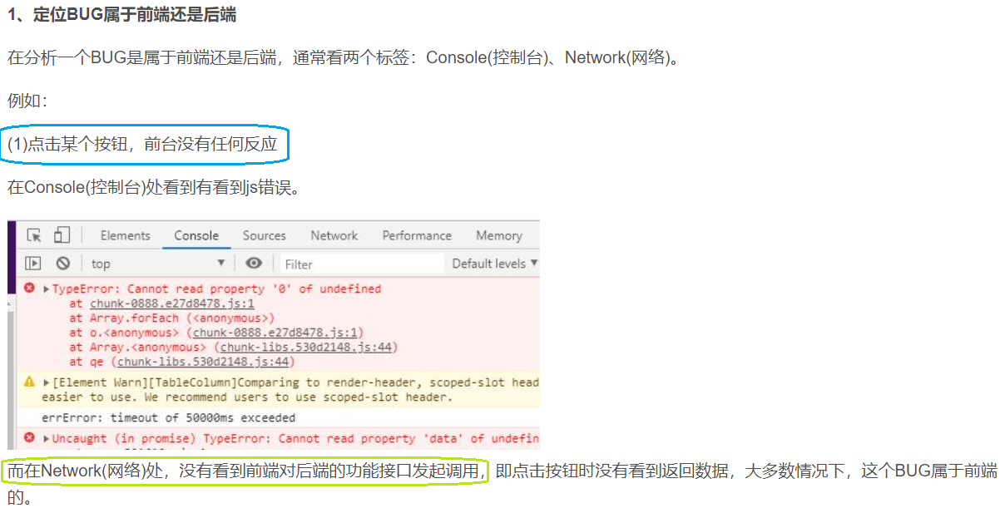 1、定位BUG属于前端还是后端
在分析一个BUG是属于前端还是后端，通常看两个标签：Console(控制台)、Network(网络)。
例如：
(1)点击某个按钮，前台没有任何反应
在Console(控制台)处看到有看到js错误。
Elements Console Sources Network Performance Memory
top Filter Default levels
TypeError: Cannot read property '0' of undefined
at chunk-0888.e27d8478.js:1
at Array.forEach (<anonymous>)
at o.<anonymous> (chunk-0888.e27d8478.js:1)
at Array.<anonymous> (chunk-libs.530d2148.js:44)
at qe (chunk-libs.530d2148.js:44)
[Element Warn][TableColumn]Comparing to render-header, scoped-slot head
easier to use. We recommend users to use scoped-slot header.
errError: timeout of 50000ms exceeded
Uncaught (in promise) TypeError: Cannot read property 'data' of undefin
而在Network(网络)处，没有看到前端对后端的功能接口发起调用，即点击按钮时没有看到返回数据，大多数情况下，这个BUG属于前端
的。